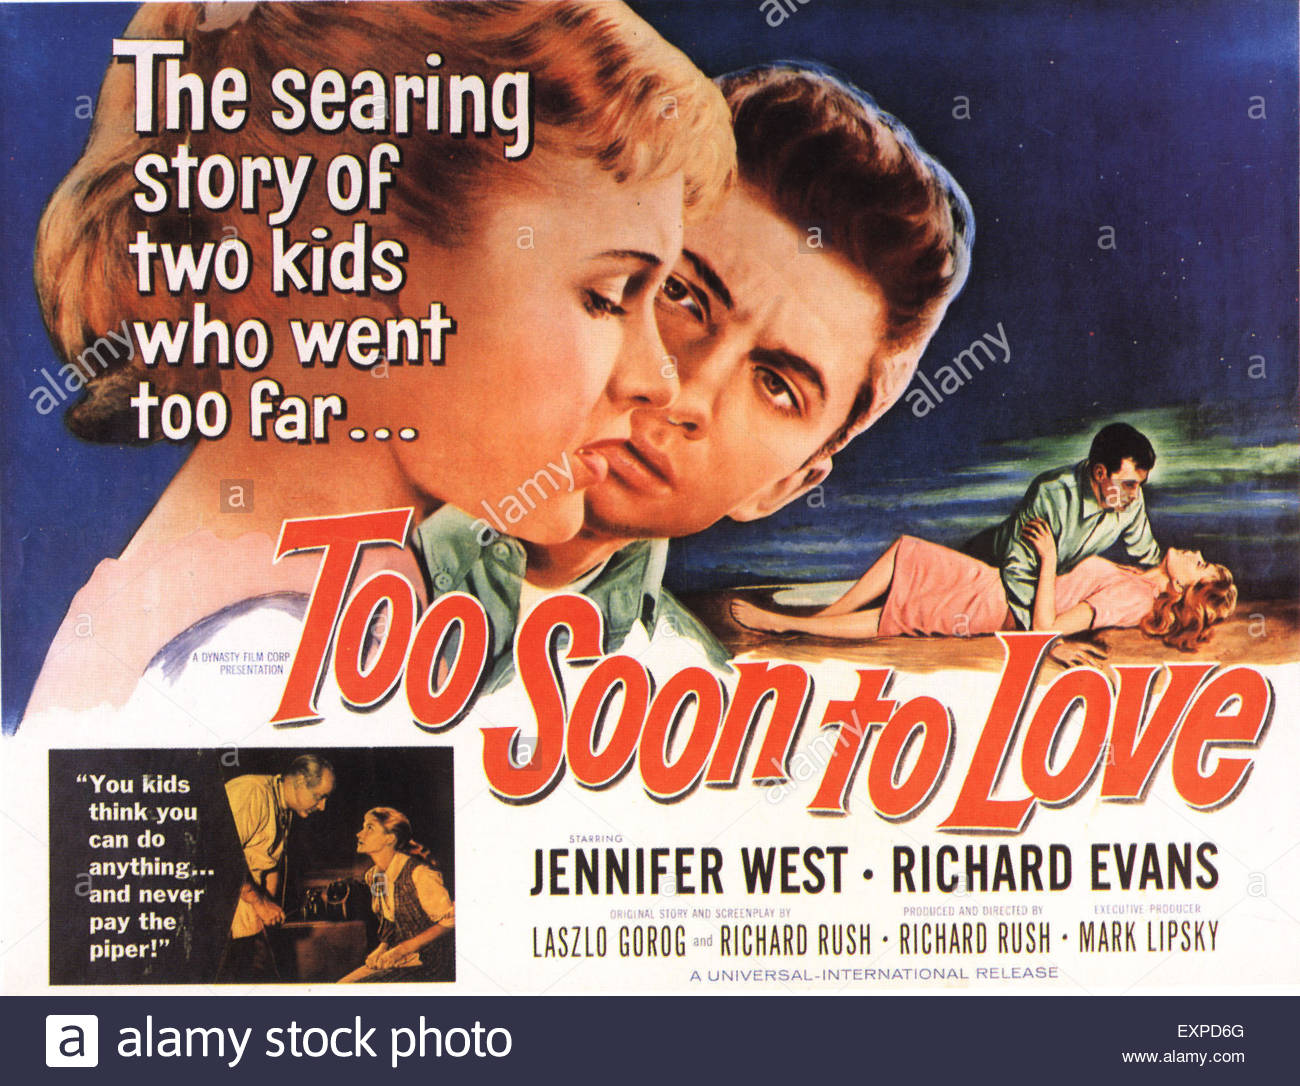 The searing
story of
two kids
who went
too far...
A DYNASTY FILM CORP
PRESENTATION
Too Soon to Love
"You kids
think you
can do
anything...
and never
pay the
piper!"
STARRING
JENNIFER WEST • RICHARD EVANS
ORIGINAL STORY AND SCREENPLAY BY
PRODUCED AND DIRECTED BY
EXECUTIVE PRODUCER
LASZLO GOROG and RICHARD RUSH • RICHARD RUSH • MARK LIPSKY
A UNIVERSAL-INTERNATIONAL RELEASE
a alamy stock photo
EXPD6G
www.alamy.com